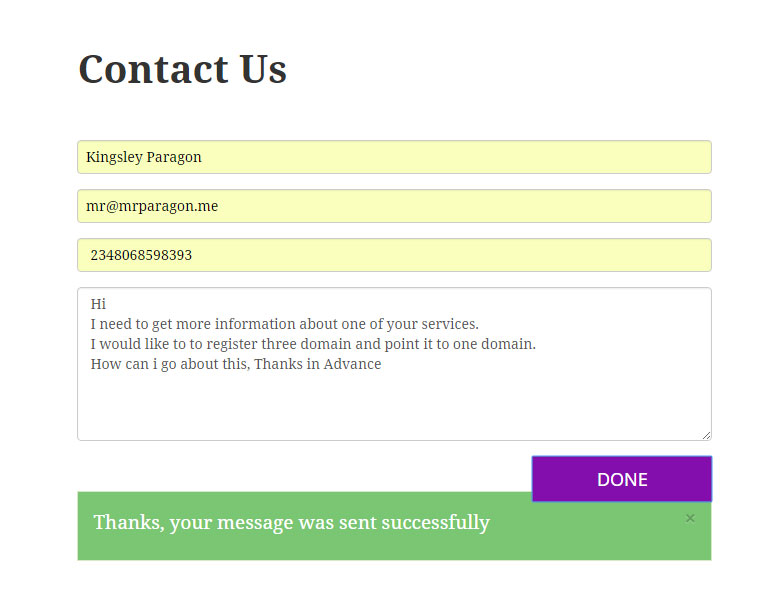 Contact Us
Kingsley Paragon
mr@mrparagon.me
2348068598393
Hi
I need to get more information about one of your services.
I would like to to register three domain and point it to one domain.
How can i go about this, Thanks in Advance
DONE
Thanks, your message was sent successfully
×